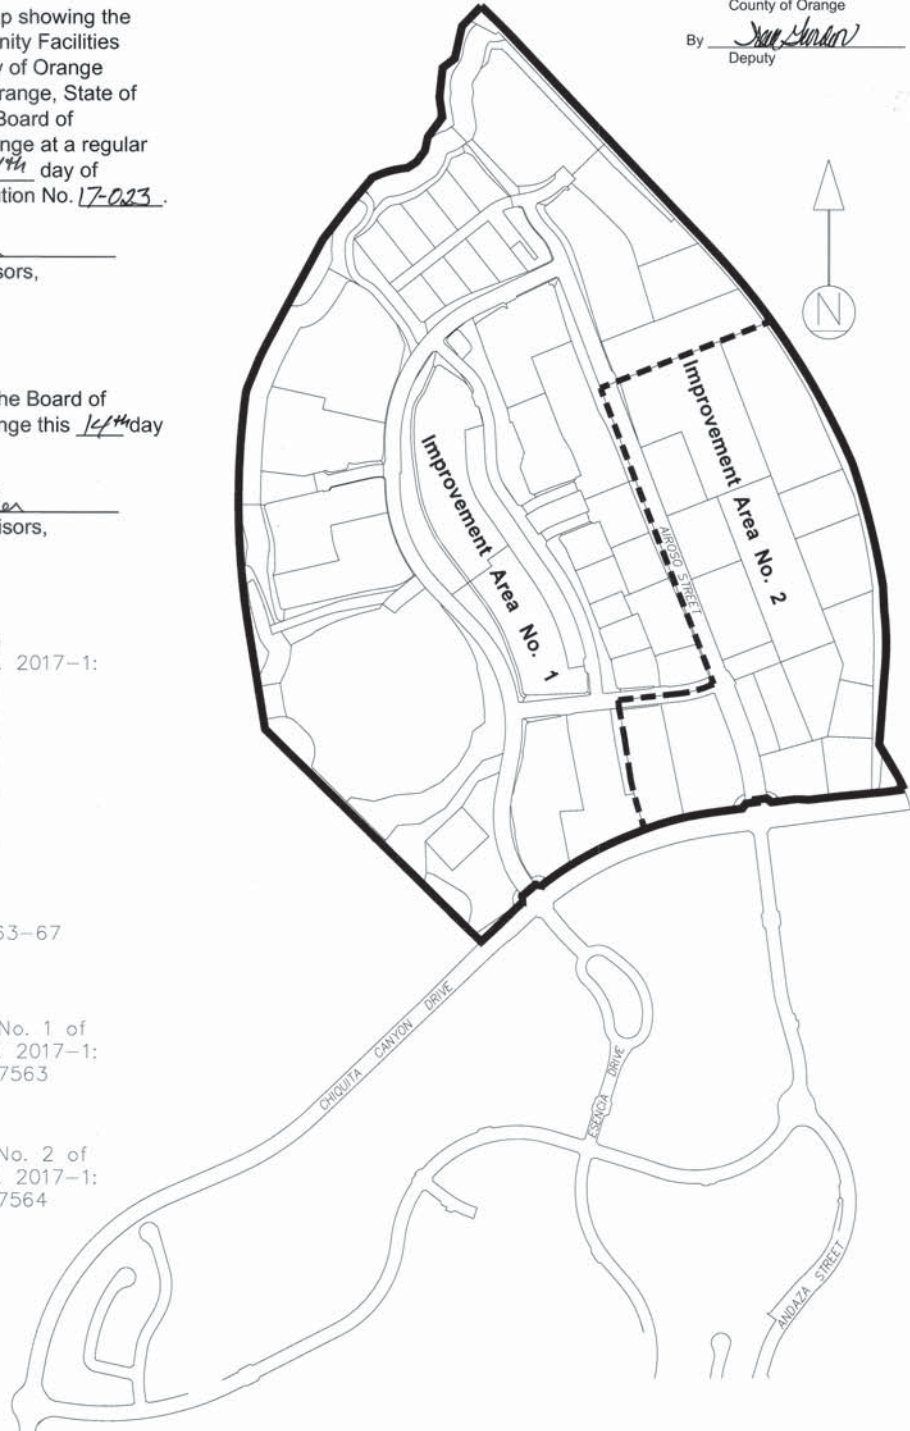 p showing the
nity Facilities
y of Orange
range, State of
Board of
nge at a regular
day of
tion No. 17-023.
sors,
the Board of
nge this 14th day
isors,
2017-1:
63-67
No. 1 of
2017-1:
7563
No. 2 of
2017-1:
7564
County of Orange
By
Deputy
N
Improvement Area No. 1
Improvement Area No. 2
AIROSO STREET
CHIQUITA CANYON DRIVE
ESENCIA DRIVE
ANDAZA STREET